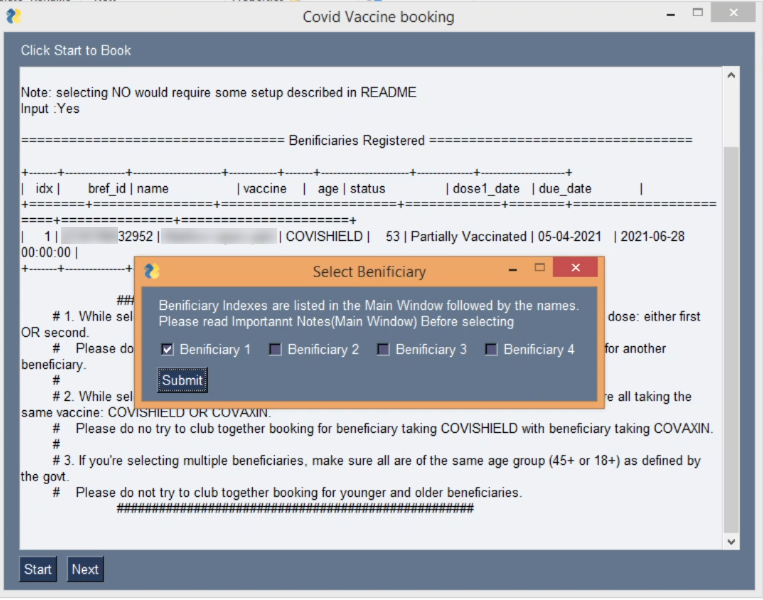 Covid Vaccine booking
Click Start to Book
Note: selecting NO would require some setup described in README
Input :Yes
================================= Benificiaries Registered =================================
+-------+---------------+---------------------+--------------+------+---------------------+---------------+---------------------+
| idx | bref_id | name | vaccine | age | status | dose1_date | due_date |
+=======+===============+=====================+==============+======+=====================
====+===============+=====================+
| 1 | 32952 | | COVISHIELD | 53 | Partially Vaccinated | 05-04-2021 | 2021-06-28
00:00:00 |
+-------+---------------+
Select Benificiary
Benificiary Indexes are listed in the Main Window followed by the names.
Please read Importannt Notes(Main Window) Before selecting
Benificiary 1 Benificiary 2 Benificiary 3 Benificiary 4
Submit
###
# 1. While sel dose: either first
OR second.
# Please do for another
beneficiary.
#
# 2. While sel re all taking the
same vaccine: COVISHIELD OR COVAXIN.
# Please do no try to club together booking for beneficiary taking COVISHIELD with beneficiary taking COVAXIN.
#
# 3. If you're selecting multiple beneficiaries, make sure all are of the same age group (45+ or 18+) as defined by
the govt.
# Please do not try to club together booking for younger and older beneficiaries.
###################################################
Start Next